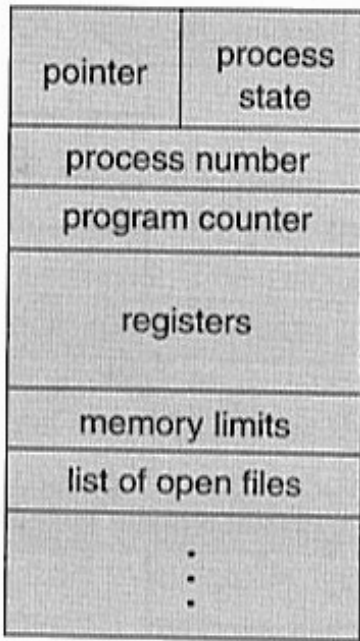 pointer
process
state
process number
program counter
registers
memory limits
list of open files